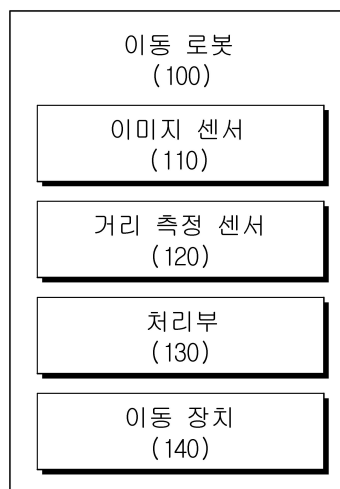 이동 로봇
(100)
이미지 센서
(110)
거리 측정 센서
(120)
처리부
(130)
이동 장치
(140)